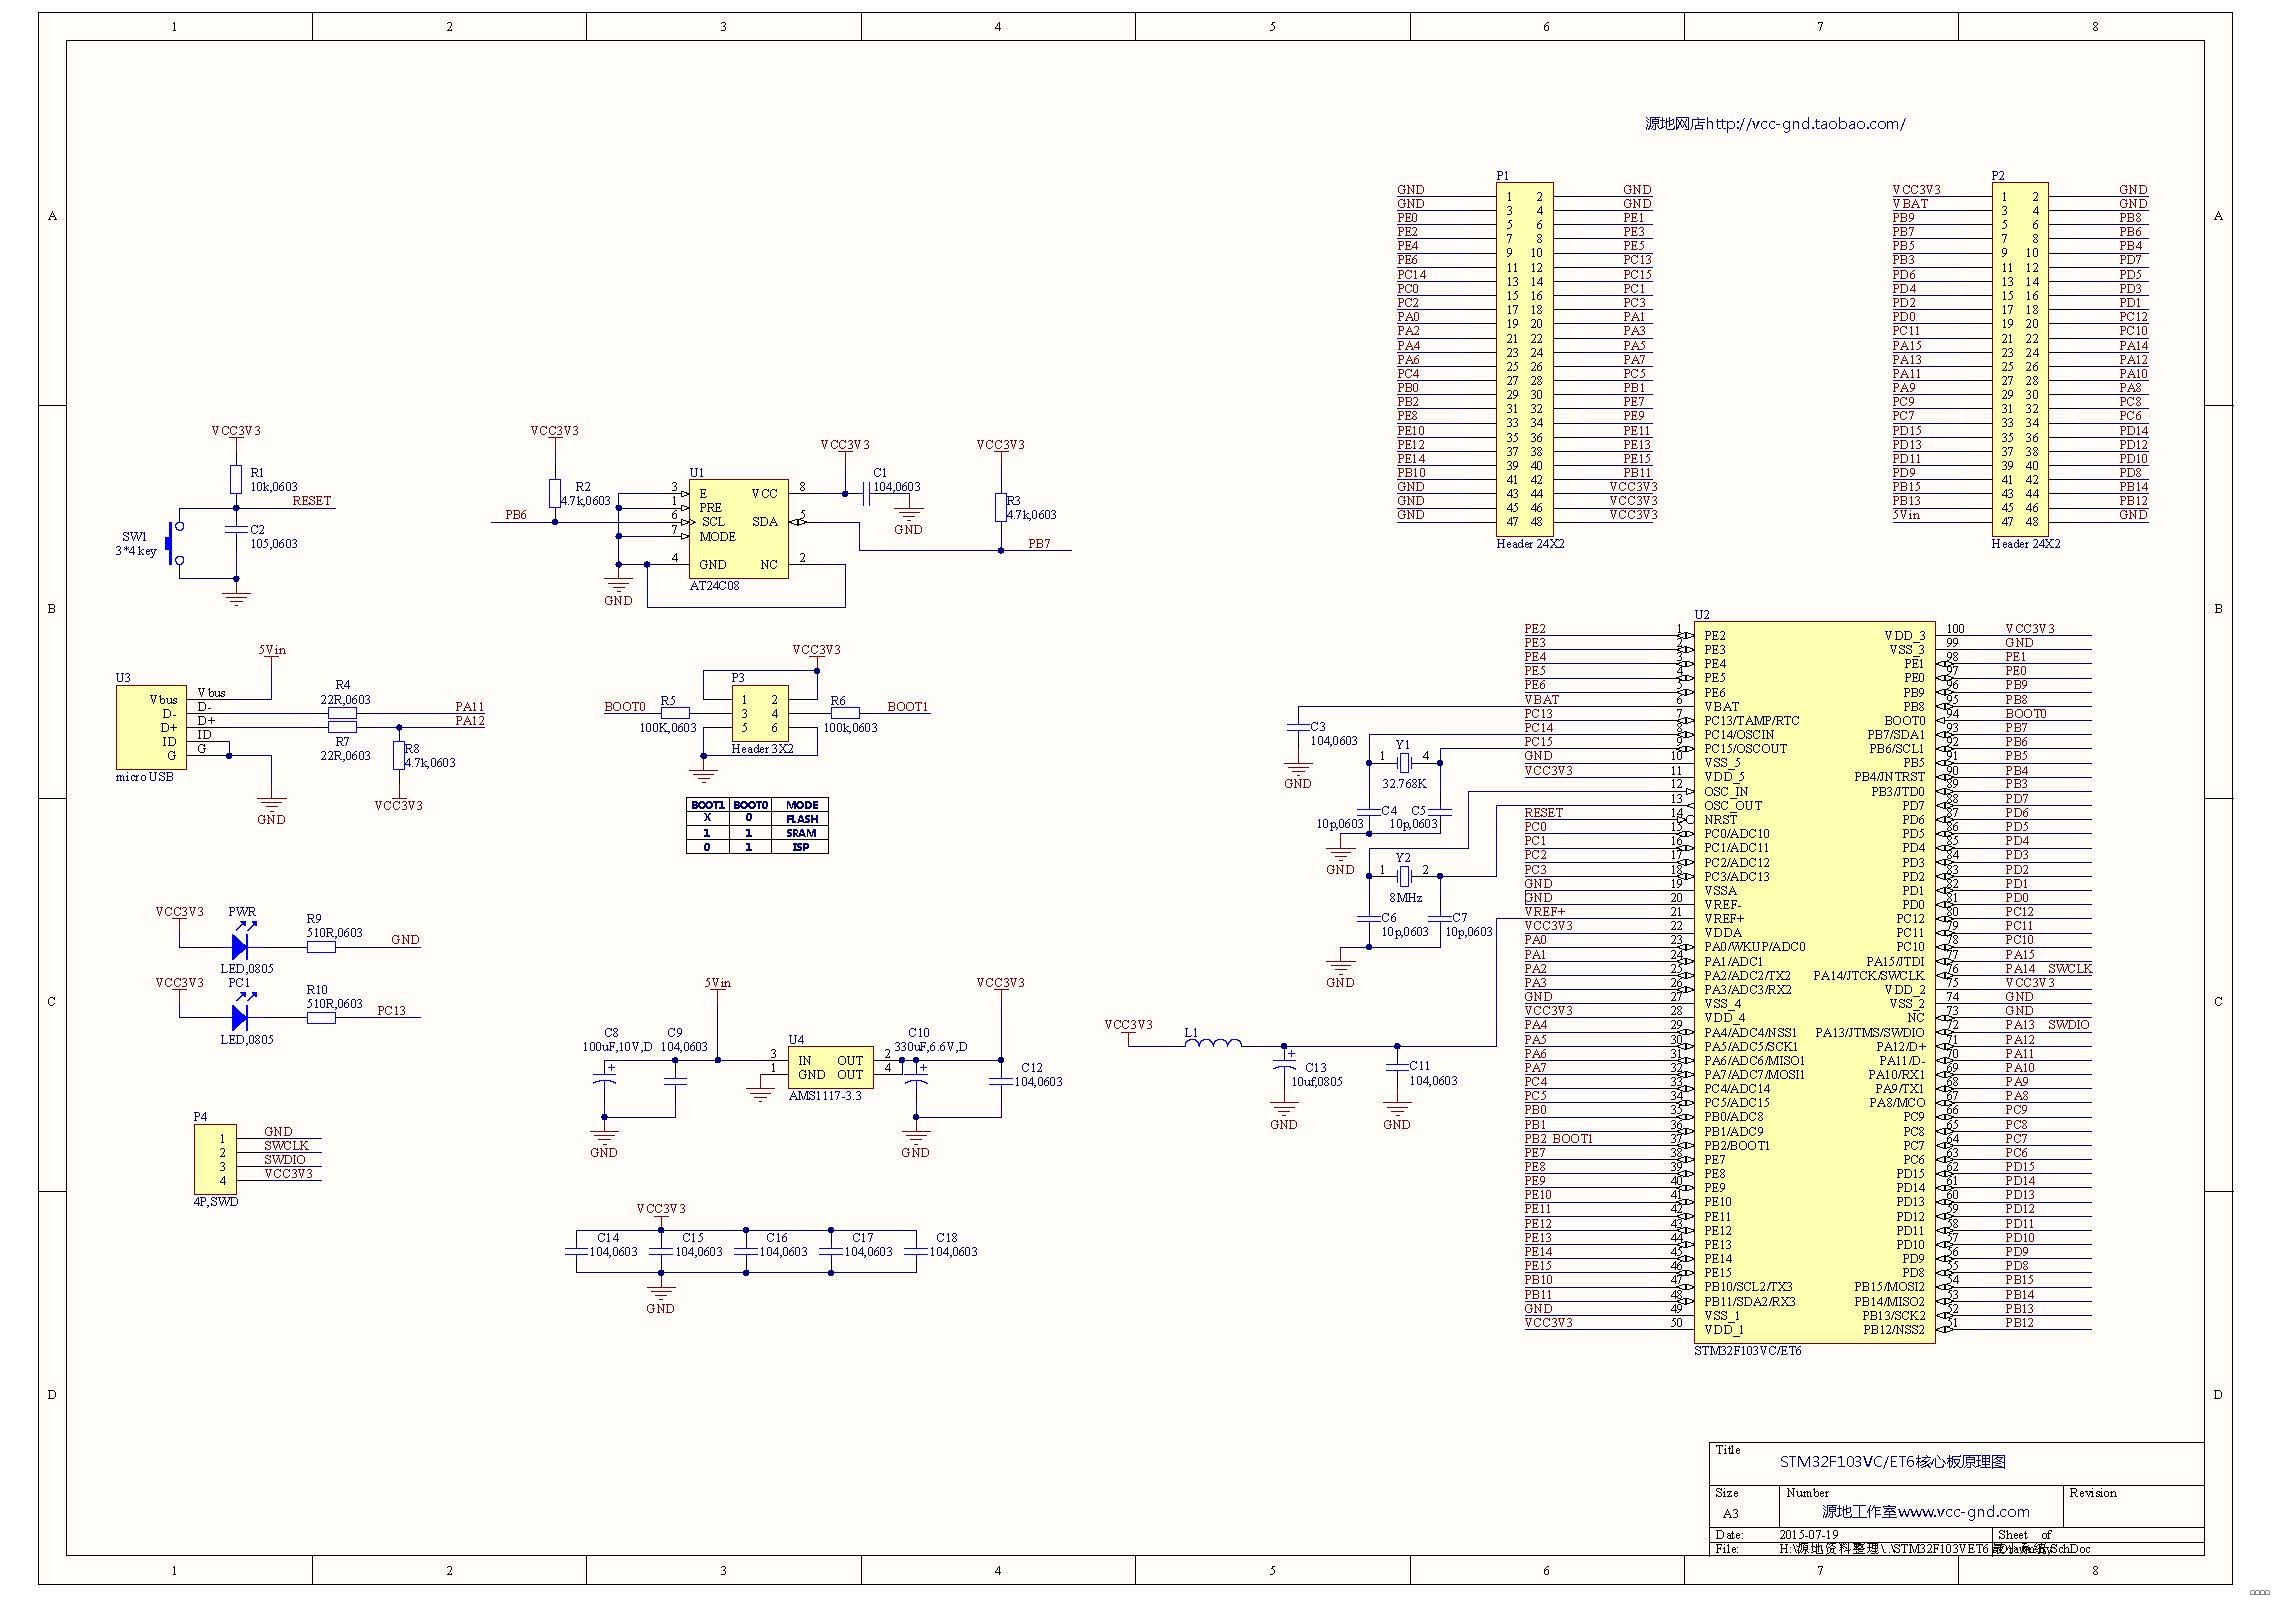 1 2 3 4 5 6 7 8
源地网店http://vcc-gnd.taobao.com/
A A
P1
GND 1 2 GND
GND 3 4 GND
PE0 5 6 PE1
PE2 7 8 PE3
PE4 9 10 PE5
PE6 11 12 PC13
PC14 13 14 PC15
PC0 15 16 PC1
PC2 17 18 PC3
PA0 19 20 PA1
PA2 21 22 PA3
PA4 23 24 PA5
PA6 25 26 PA7
PC4 27 28 PC5
PB0 29 30 PB1
PB2 31 32 PE7
PE8 33 34 PE9
PE10 35 36 PE11
PE12 37 38 PE13
PE14 39 40 PE15
PB10 41 42 PB11
GND 43 44 VCC3V3
GND 45 46 VCC3V3
GND 47 48 VCC3V3
Header 24X2
P2
VCC3V3 1 2 GND
VBAT 3 4 GND
PB9 5 6 PB8
PB7 7 8 PB6
PB5 9 10 PB4
PB3 11 12 PD7
PD6 13 14 PD5
PD4 15 16 PD3
PD2 17 18 PD1
PD0 19 20 PC12
PC11 21 22 PC10
PA15 23 24 PA14
PA13 25 26 PA12
PA11 27 28 PA10
PA9 29 30 PA8
PC9 31 32 PC8
PC7 33 34 PC6
PD15 35 36 PD14
PD13 37 38 PD12
PD11 39 40 PD10
PD9 41 42 PD8
PB15 43 44 PB14
PB13 45 46 PB12
5Vin 47 48 GND
Header 24X2
VCC3V3
R1
10k,0603
RESET
SW1
3*4 key
C2
105,0603
VCC3V3
R2
4.7k,0603
PB6
U1
3 E VCC 8
1 PRE
6 SCL SDA 5
7 MODE
4 GND NC 2
AT24C08
GND
VCC3V3
C1
104,0603
GND
VCC3V3
R3
4.7k,0603
PB7
B B
5Vin
U3
Vbus Vbus
D- D-
D+ D+
ID ID
G G
micro USB
R4
22R,0603
PA11
PA12
R7
22R,0603
R8
4.7k,0603
VCC3V3
GND
VCC3V3
P3
BOOT0 R5
100K,0603
1 2
3 4
5 6
R6 BOOT1
100k,0603
Header 3X2
BOOT1 BOOT0 MODE
X 0 FLASH
1 1 SRAM
0 1 ISP
VCC3V3 PWR
LED,0805
R9
510R,0603
GND
VCC3V3 PC1
LED,0805
R10
510R,0603
PC13
5Vin
C8
100uF,10V,D
C9
104,0603
U4
3 IN OUT 2
1 GND OUT 4
AMS1117-3.3
C10
330uF,6.6V,D
VCC3V3
C12
104,0603
GND
GND
P4
1 GND
2 SWCLK
3 SWDIO
4 VCC3V3
4P,SWD
VCC3V3
C14 C15 C16 C17 C18
104,0603 104,0603 104,0603 104,0603 104,0603
GND
C3
104,0603
GND
1 Y1 4
32.768K
C4 C5
10p,0603 10p,0603
GND
1 Y2 2
8MHz
C6 C7
10p,0603 10p,0603
GND
VCC3V3
L1
C13
10uf,0805
C11
104,0603
GND GND
U2
PE2 1 PE2 VDD_3 100 VCC3V3
PE3 2 PE3 VSS_3 99 GND
PE4 3 PE4 PE1 98 PE1
PE5 4 PE5 PE0 97 PE0
PE6 5 PE6 PB9 96 PB9
VBAT 6 VBAT PB8 95 PB8
PC13 7 PC13/TAMP/RTC BOOT0 94 BOOT0
PC14 8 PC14/OSCIN PB7/SDA1 93 PB7
PC15 9 PC15/OSCOUT PB6/SCL1 92 PB6
GND 10 VSS_5 PB5 91 PB5
VCC3V3 11 VDD_5 PB4/JNTRST 90 PB4
12 OSC_IN PB3/JTD0 89 PB3
13 OSC_OUT PD7 88 PD7
RESET 14 NRST PD6 87 PD6
PC0 15 PC0/ADC10 PD5 86 PD5
PC1 16 PC1/ADC11 PD4 85 PD4
PC2 17 PC2/ADC12 PD3 84 PD3
PC3 18 PC3/ADC13 PD2 83 PD2
GND 19 VSSA PD1 82 PD1
GND 20 VREF- PD0 81 PD0
VREF+ 21 VREF+ PC12 80 PC12
VCC3V3 22 VDDA PC11 79 PC11
PA0 23 PA0/WKUP/ADC0 PC10 78 PC10
PA1 24 PA1/ADC1 PA15/JTDI 77 PA15
PA2 25 PA2/ADC2/TX2 PA14/JTCK/SWCLK 76 PA14 SWCLK
PA3 26 PA3/ADC3/RX2 VDD_2 75 VCC3V3
GND 27 VSS_4 VSS_2 74 GND
VCC3V3 28 VDD_4 NC 73 GND
PA4 29 PA4/ADC4/NSS1 PA13/JTMS/SWDIO 72 PA13 SWDIO
PA5 30 PA5/ADC5/SCK1 PA12/D+ 71 PA12
PA6 31 PA6/ADC6/MISO1 PA11/D- 70 PA11
PA7 32 PA7/ADC7/MOSI1 PA10/RX1 69 PA10
PC4 33 PC4/ADC14 PA9/TX1 68 PA9
PC5 34 PC5/ADC15 PA8/MCO 67 PA8
PB0 35 PB0/ADC8 PC9 66 PC9
PB1 36 PB1/ADC9 PC8 65 PC8
PB2 BOOT1 37 PB2/BOOT1 PC7 64 PC7
PE7 38 PE7 PC6 63 PC6
PE8 39 PE8 PD15 62 PD15
PE9 40 PE9 PD14 61 PD14
PE10 41 PE10 PD13 60 PD13
PE11 42 PE11 PD12 59 PD12
PE12 43 PE12 PD11 58 PD11
PE13 44 PE13 PD10 57 PD10
PE14 45 PE14 PD9 56 PD9
PE15 46 PE15 PD8 55 PD8
PB10 47 PB10/SCL2/TX3 PB15/MOSI2 54 PB15
PB11 48 PB11/SDA2/RX3 PB14/MISO2 53 PB14
GND 49 VSS_1 PB13/SCK2 52 PB13
VCC3V3 50 VDD_1 PB12/NSS2 51 PB12
STM32F103VC/ET6
C C
D D
Title
STM32F103VC/ET6核心板原理图
Size Number Revision
A3 源地工作室www.vcc-gnd.com
Date: 2015-07-19 Sheet of
File: H:\源地资料整理\..\STM32F103VET6 SchDoc
1 2 3 4 5 6 7 8